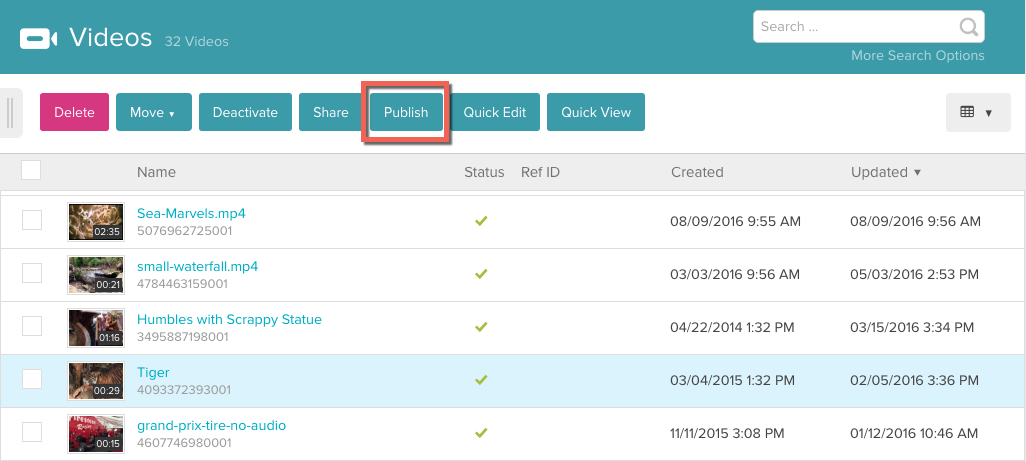 Videos 32 Videos
Search ...
More Search Options
Delete Move Deactivate Share Publish Quick Edit Quick View
Name Status Ref ID Created Updated
Sea-Marvels.mp4
02:35 5076962725001 08/09/2016 9:55 AM 08/09/2016 9:56 AM
small-waterfall.mp4
00:21 4784463159001 03/03/2016 9:56 AM 05/03/2016 2:53 PM
Humbles with Scrappy Statue
01:16 3495887198001 04/22/2014 1:32 PM 03/15/2016 3:34 PM
Tiger
00:29 4093372393001 03/04/2015 1:32 PM 02/05/2016 3:36 PM
grand-prix-tire-no-audio
00:15 4607746980001 11/11/2015 3:08 PM 01/12/2016 10:46 AM